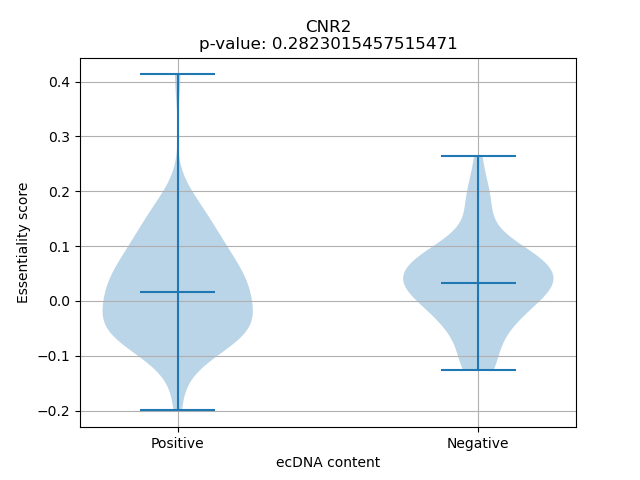 CNR2
p-value: 0.2823015457515471
0.4
0.3
0.2
0.1
0.0
−0.1
−0.2
Essentiality score
Positive
Negative
ecDNA content